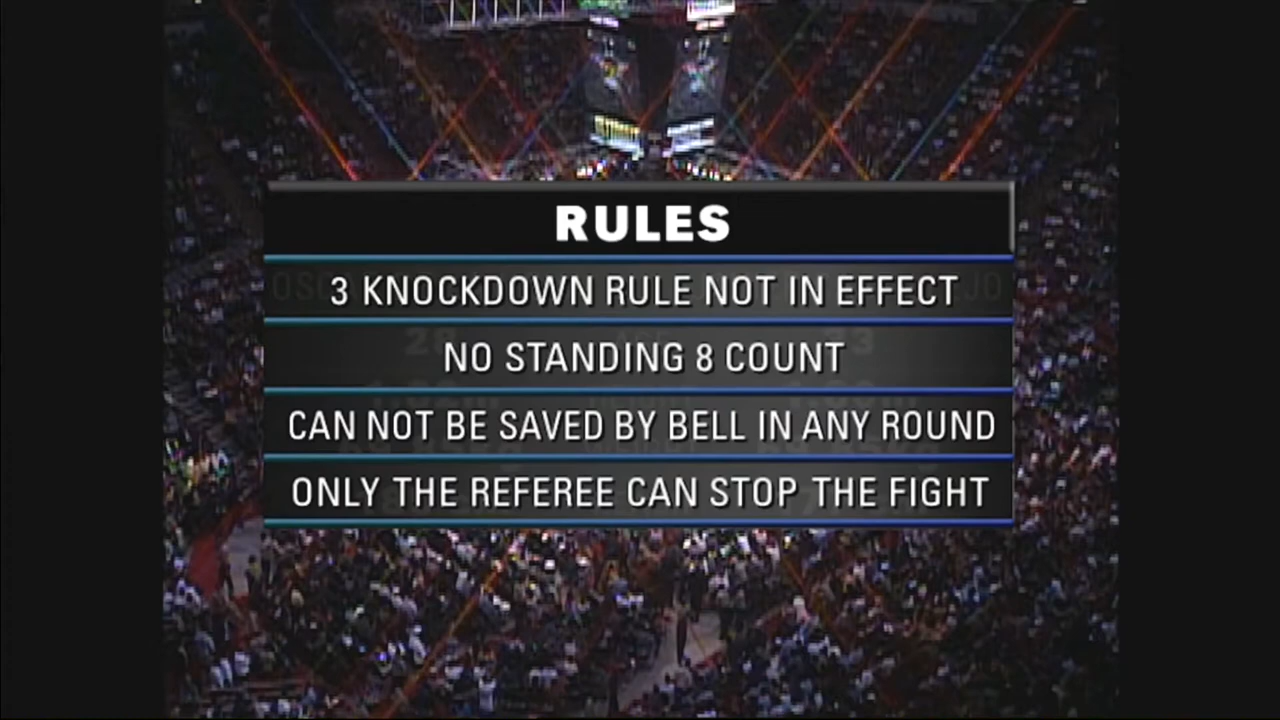 RULES
3 KNOCKDOWN RULE NOT IN EFFECT
NO STANDING 8 COUNT
CAN NOT BE SAVED BY BELL IN ANY ROUND
ONLY THE REFEREE CAN STOP THE FIGHT